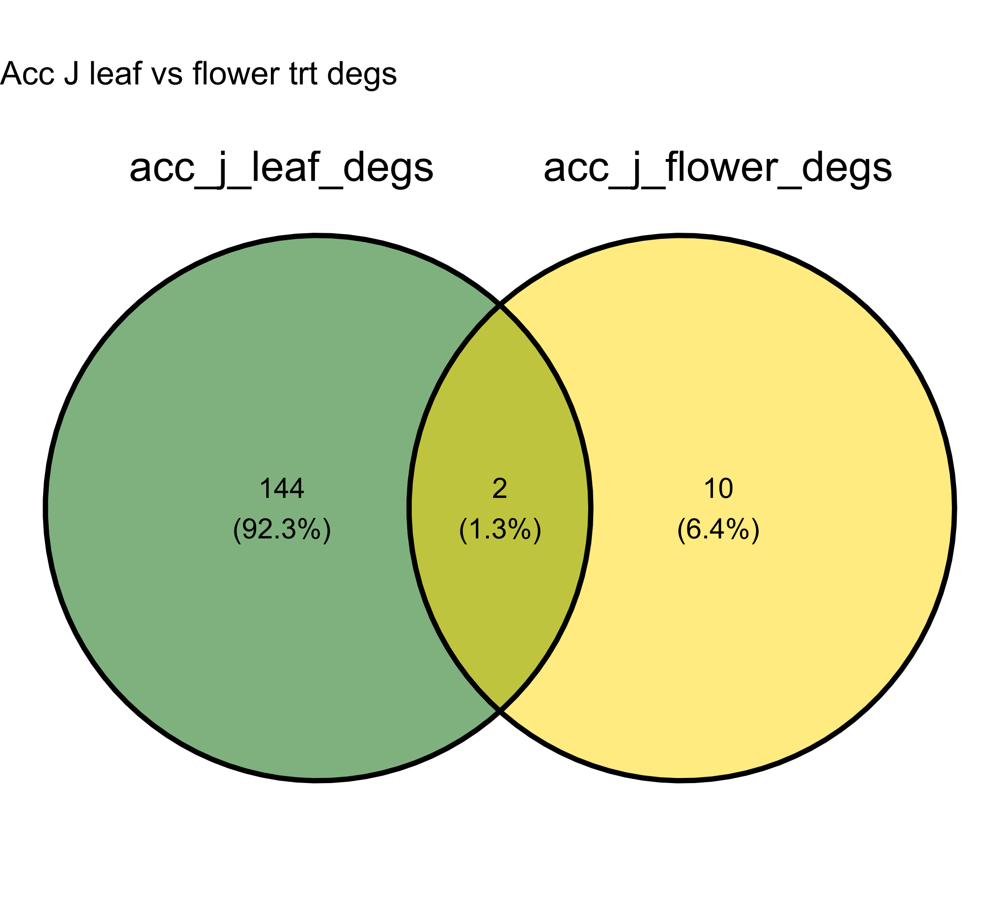 Acc J leaf vs flower trt degs
acc_j_leaf_degs acc_j_flower_degs
144 2 10
(92.3%) (1.3%) (6.4%)